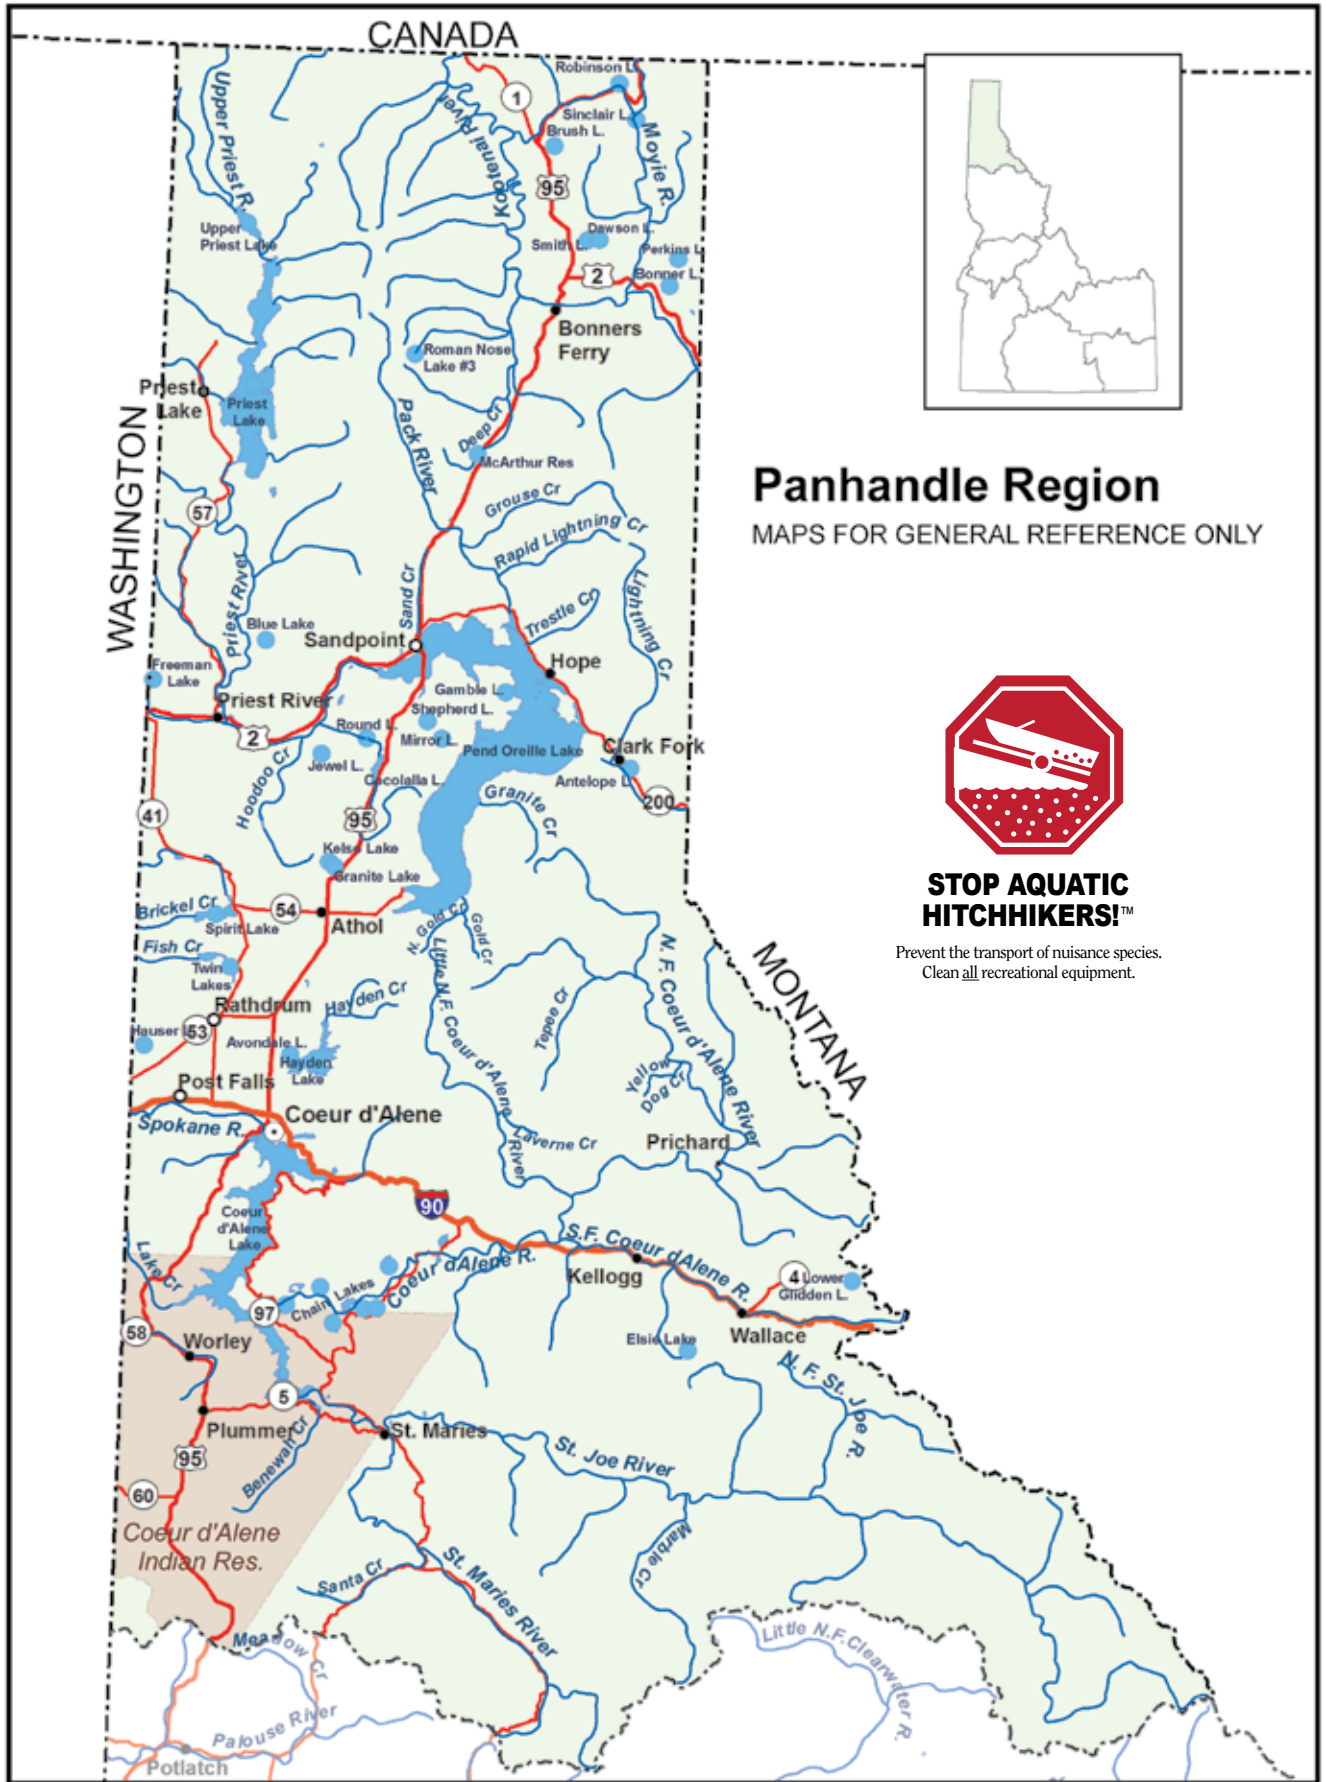 CANADA
Robinson L.
1
Upper Priest R.
Kootenai River
Sinclair L.
Brush L.
Moyie R.
95
Upper
Priest Lake
Dawson L.
Smith L.
Perkins L
2
Bonner L.
Bonners
Ferry
Roman Nose
Lake #3
Priest
Lake
Priest
Lake
WASHINGTON
Pack River
Deep Cr
McArthur Res
Panhandle Region
MAPS FOR GENERAL REFERENCE ONLY
Grouse Cr
57
Rapid Lightning Cr
Priest River
Sand Cr
Lightning Cr
Trestle Cr
Blue Lake
Sandpoint
Freeman
Lake
Hope
Priest River
Gamble L.
Shepherd L.
2
Round L.
Mirror L.
Pend Oreille Lake
Clark Fork
Hoodoo Cr
Jewel L.
Cocolalla L.
Antelope L
Granite Cr
200
41
95
Kelso Lake
Granite Lake
STOP AQUATIC
HITCHHIKERS!™
Prevent the transport of nuisance species.
Clean all recreational equipment.
Brickel Cr
54
Spirit Lake
Athol
N. Gold Cr
Gold Cr
Fish Cr
Twin
Lakes
Little N.F. Coeur d'Alene River
N. F. Coeur d'Alene River
MONTANA
Rathdrum
Hayden Cr
Tepee Cr
Hauser L
53
Avondale L.
Hayden
Lake
Yellow
Dog Cr
Post Falls
Coeur d'Alene
Spokane R.
Laverne Cr
Prichard
90
Coeur
d'Alene
Lake
S.F. Coeur d'Alene R.
Lake Cr
Coeur d'Alene R.
Kellogg
4
Lower
Glidden L.
Chain Lakes
97
58
Worley
Elsie Lake
Wallace
N. F. St. Joe R.
5
Plummer
St. Maries
Benewah Cr
95
St. Joe River
60
Coeur d'Alene
Indian Res.
Marble Cr
Santa Cr
St. Maries River
Meadow Cr
Little N.F.Clearwater R.
Palouse River
Potlatch